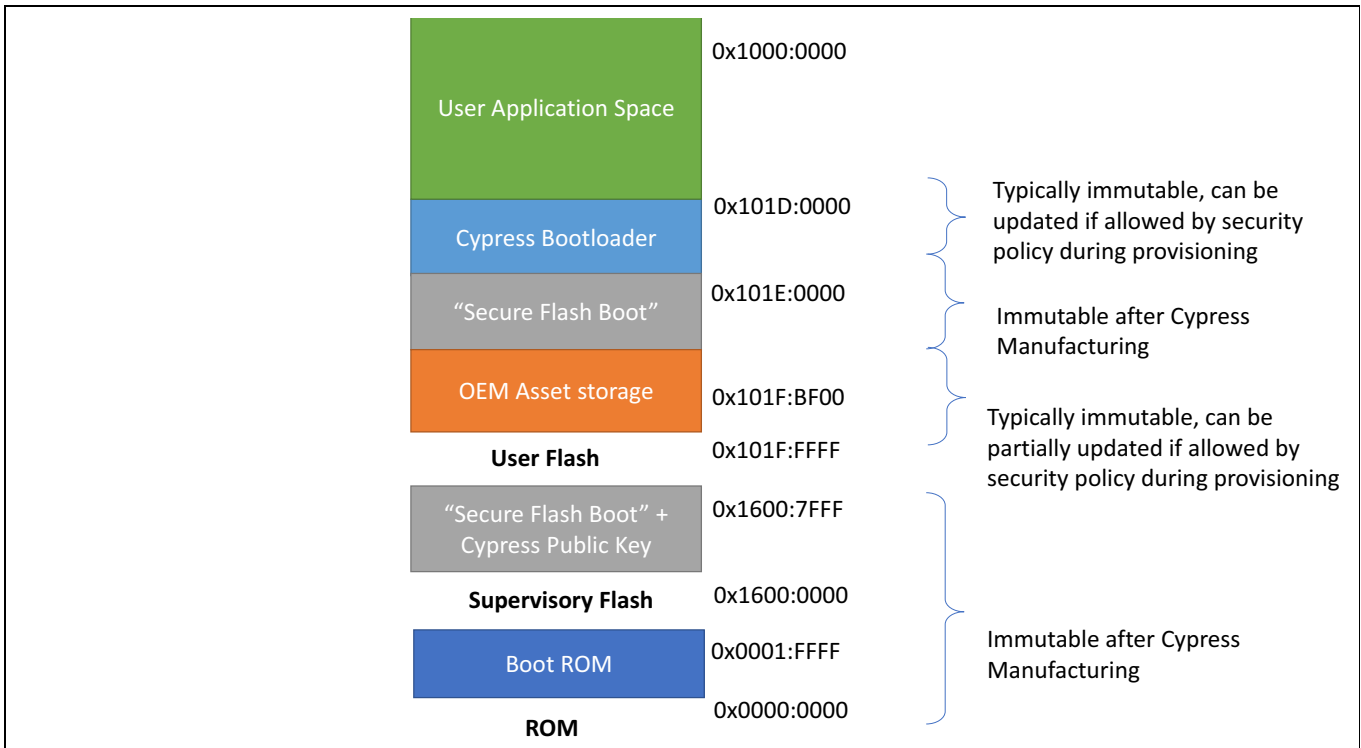 0x1000:0000
User Application Space
0x101D:0000
Cypress Bootloader
Typically immutable, can be
updated if allowed by security
policy during provisioning
0x101E:0000
“Secure Flash Boot”
Immutable after Cypress
Manufacturing
OEM Asset storage
0x101F:BF00
Typically immutable, can be
partially updated if allowed by
security policy during provisioning
User Flash
0x101F:FFFF
“Secure Flash Boot” +
Cypress Public Key
0x1600:7FFF
Supervisory Flash
0x1600:0000
0x0001:FFFF
Boot ROM
Immutable after Cypress
Manufacturing
0x0000:0000
ROM